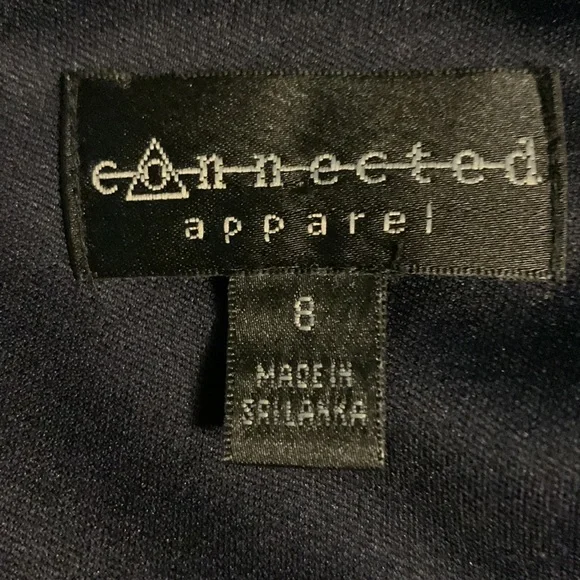 connected
apparel
8
MADE IN
SRI LANKA